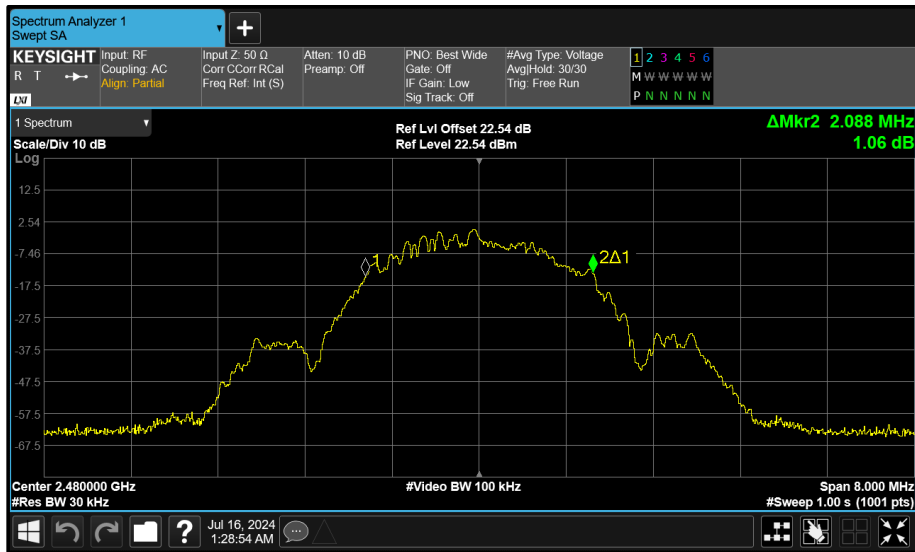 Spectrum Analyzer 1
Swept SA
+
KEYSIGHT
R T
LXI
Input: RF
Coupling: AC
Align: Partial
Input Z: 50 Ω
Corr CCorr RCal
Freq Ref: Int (S)
Atten: 10 dB
Preamp: Off
PNO: Best Wide
Gate: Off
IF Gain: Low
Sig Track: Off
#Avg Type: Voltage
Avg|Hold: 30/30
Trig: Free Run
1 2 3 4 5 6
M W W W W W
P N N N N N
1 Spectrum
Scale/Div 10 dB
Ref Lvl Offset 22.54 dB
Ref Level 22.54 dBm
ΔMkr2 2.088 MHz
1.06 dB
Log
12.5
2.54
-7.46
-17.5
-27.5
-37.5
-47.5
-57.5
-67.5
1
2Δ1
Center 2.480000 GHz
#Res BW 30 kHz
#Video BW 100 kHz
Span 8.000 MHz
#Sweep 1.00 s (1001 pts)
?
Jul 16, 2024
1:28:54 AM